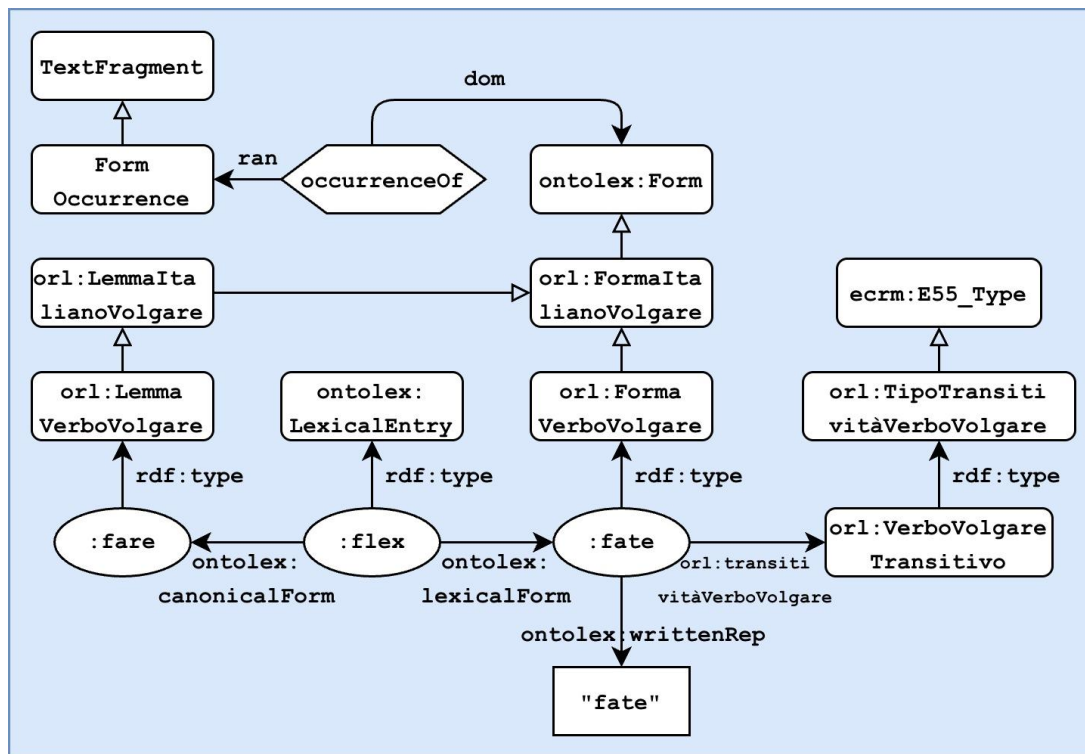 TextFragment
dom
Form
Occurrence
ran
occurrenceOf
ontolex:Form
orl:LemmaIta
lianoVolgare
orl:FormaIta
lianoVolgare
ecrm:E55_Type
orl:Lemma
VerboVolgare
ontolex:
LexicalEntry
orl:Forma
VerboVolgare
orl:TipoTransiti
vitàVerboVolgare
rdf:type
rdf:type
rdf:type
rdf:type
:fare
:flex
:fate
orl:VerboVolgare
Transitivo
ontolex:
canonicalForm
ontolex:
lexicalForm
orl:transiti
vitàVerboVolgare
ontolex:writtenRep
"fate"